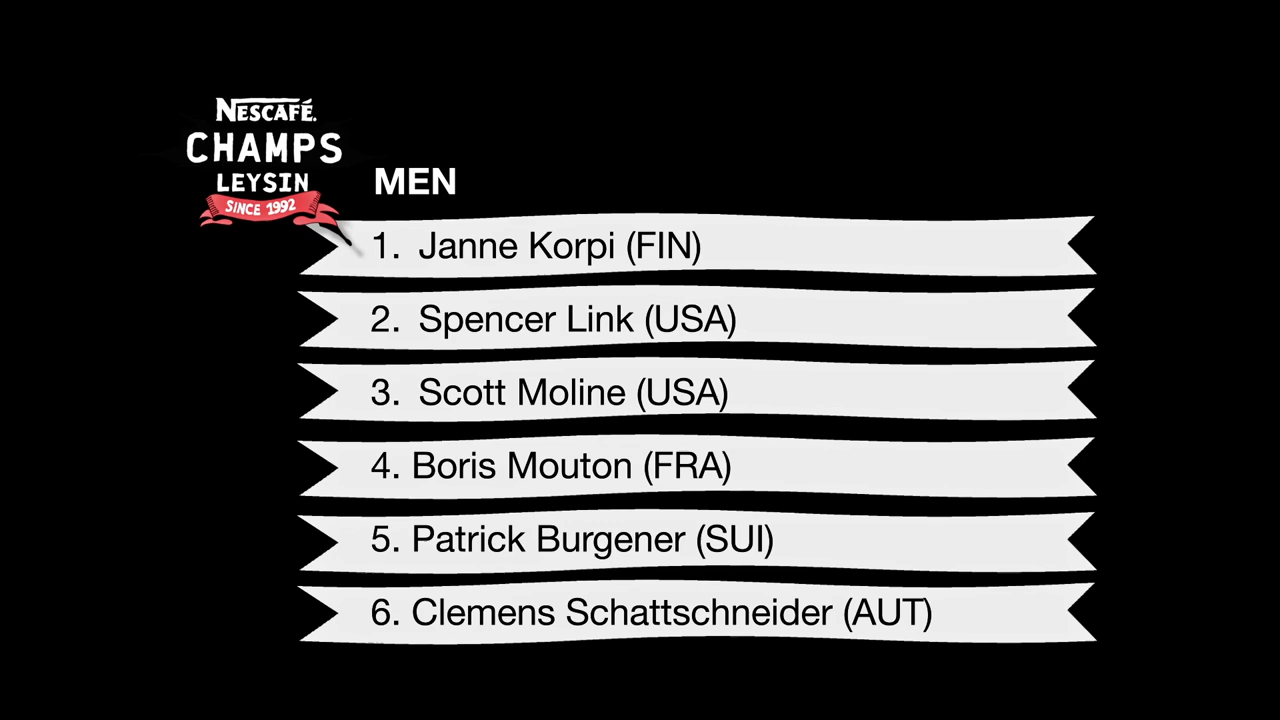 NESCAFÉ.
CHAMPS
LEYSIN
SINCE 1992
MEN
1. Janne Korpi (FIN)
2. Spencer Link (USA)
3. Scott Moline (USA)
4. Boris Mouton (FRA)
5. Patrick Burgener (SUI)
6. Clemens Schattschneider (AUT)